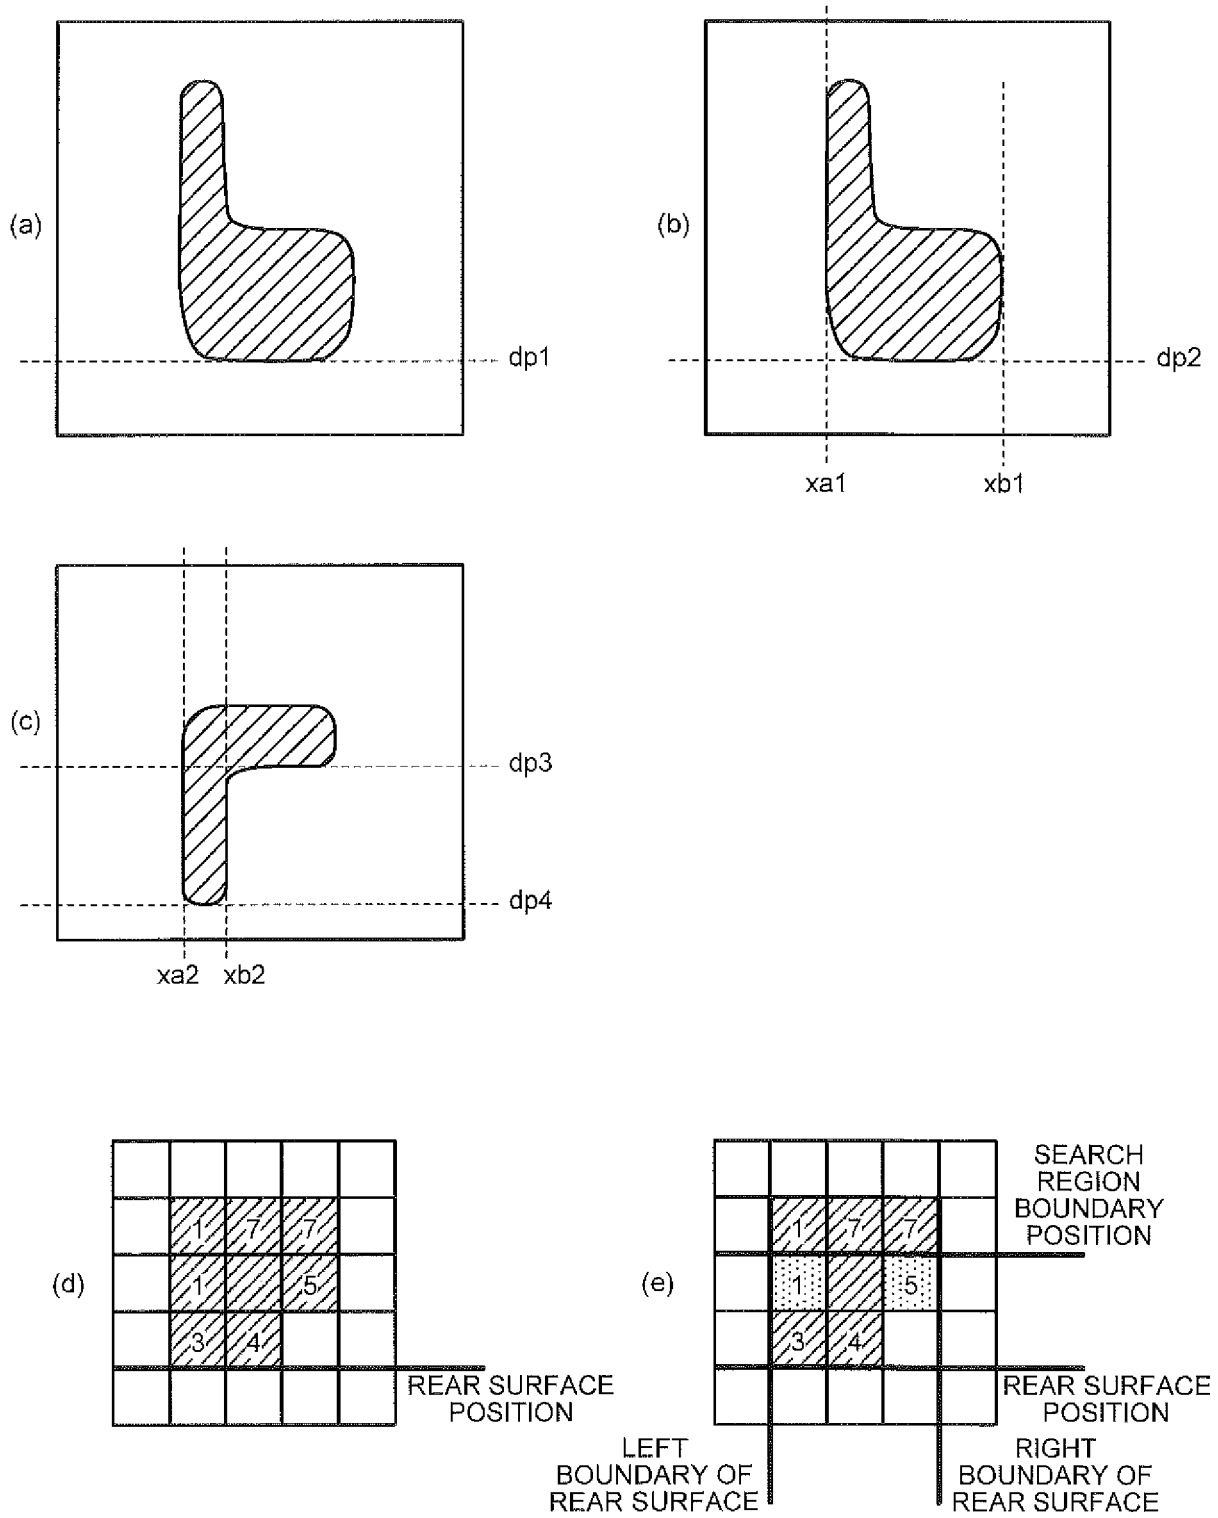 (a)
dp1
(b)
dp2
xa1
xb1
(c)
dp3
dp4
xa2
xb2
(d)
1 7 7
1 5
3 4
REAR SURFACE
POSITION
(e)
1 7 7
1 5
3 4
SEARCH
REGION
BOUNDARY
POSITION
REAR SURFACE
POSITION
LEFT
BOUNDARY OF
REAR SURFACE
RIGHT
BOUNDARY OF
REAR SURFACE